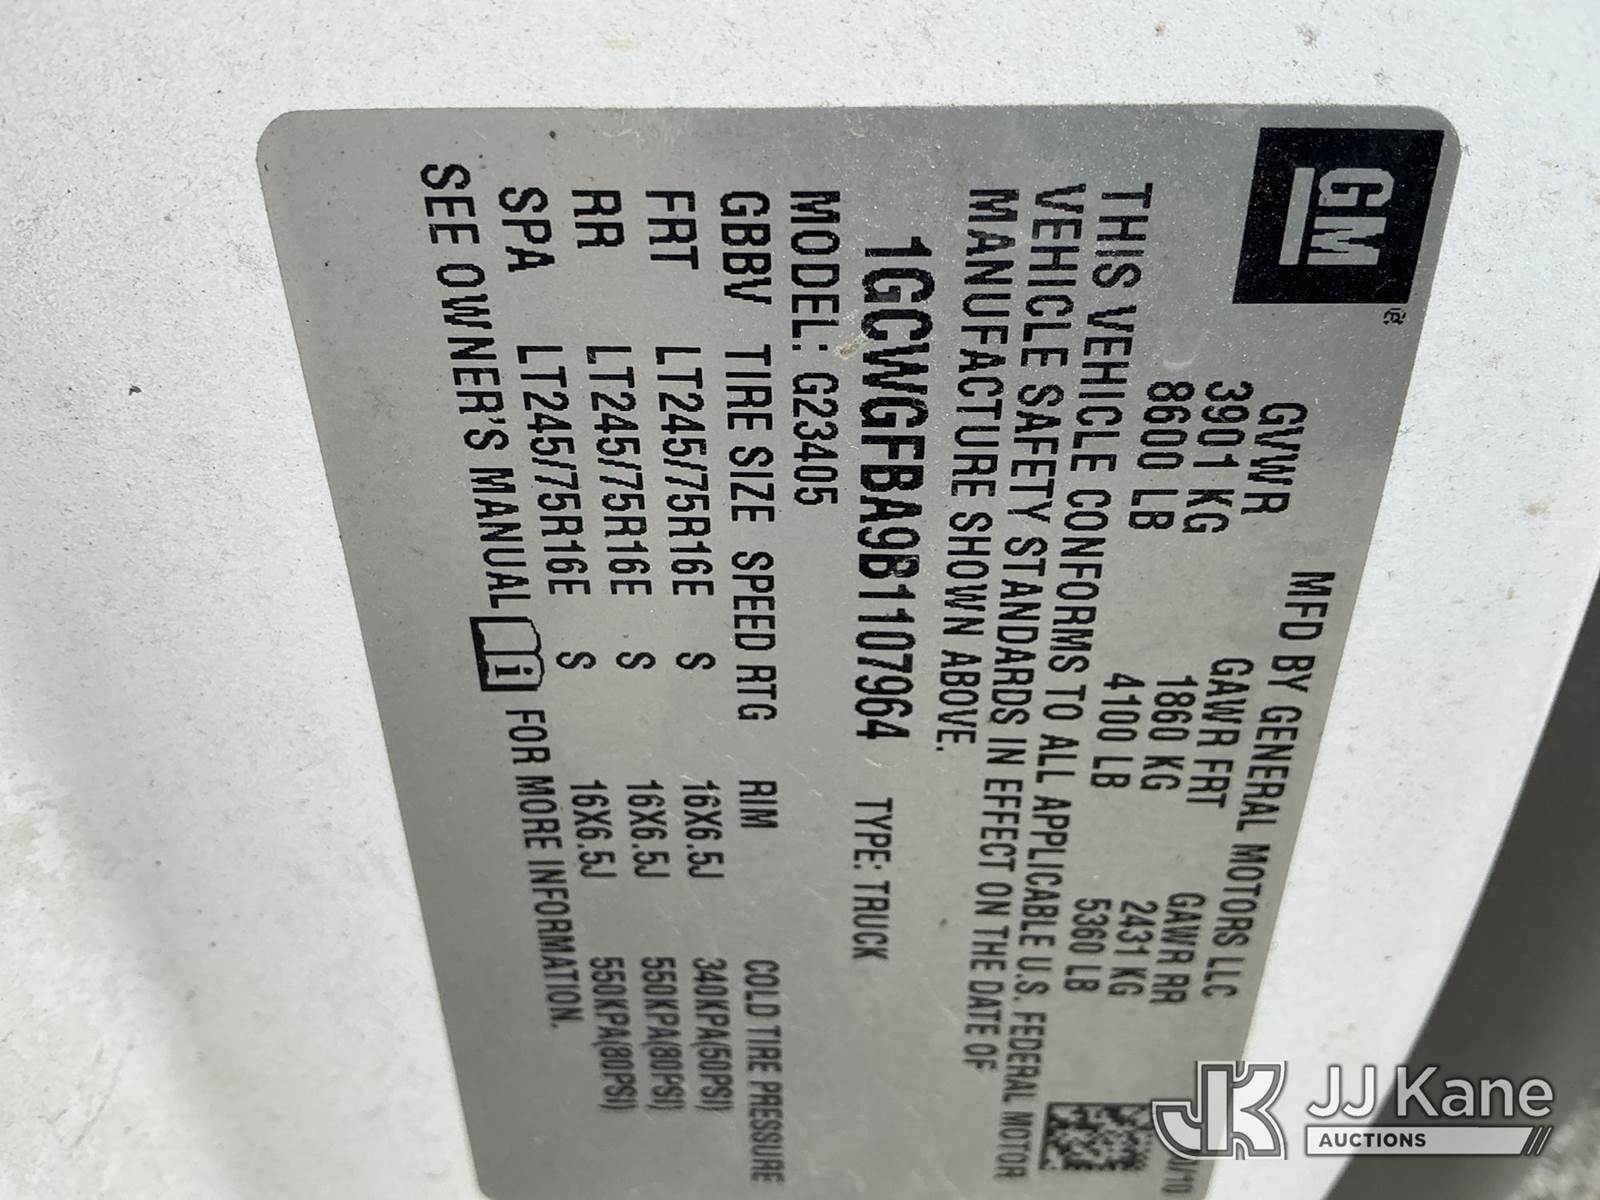 GM®
MFD BY GENERAL MOTORS LLC
GVWR GAWR FRT GAWR RR
3901 KG 1860 KG 2431 KG
8600 LB 4100 LB 5360 LB
THIS VEHICLE CONFORMS TO ALL APPLICABLE U.S. FEDERAL MOTOR
VEHICLE SAFETY STANDARDS IN EFFECT ON THE DATE OF
MANUFACTURE SHOWN ABOVE.
1GCWGFBA9B1107964 TYPE: TRUCK
MODEL: G23405
GBBV TIRE SIZE SPEED RTG RIM COLD TIRE PRESSURE
FRT LT245/75R16E S 16X6.5J 340KPA(50PSI)
RR LT245/75R16E S 16X6.5J 550KPA(80PSI)
SPA LT245/75R16E S 16X6.5J 550KPA(80PSI)
SEE OWNER'S MANUAL i FOR MORE INFORMATION.
JK JJ Kane
AUCTIONS